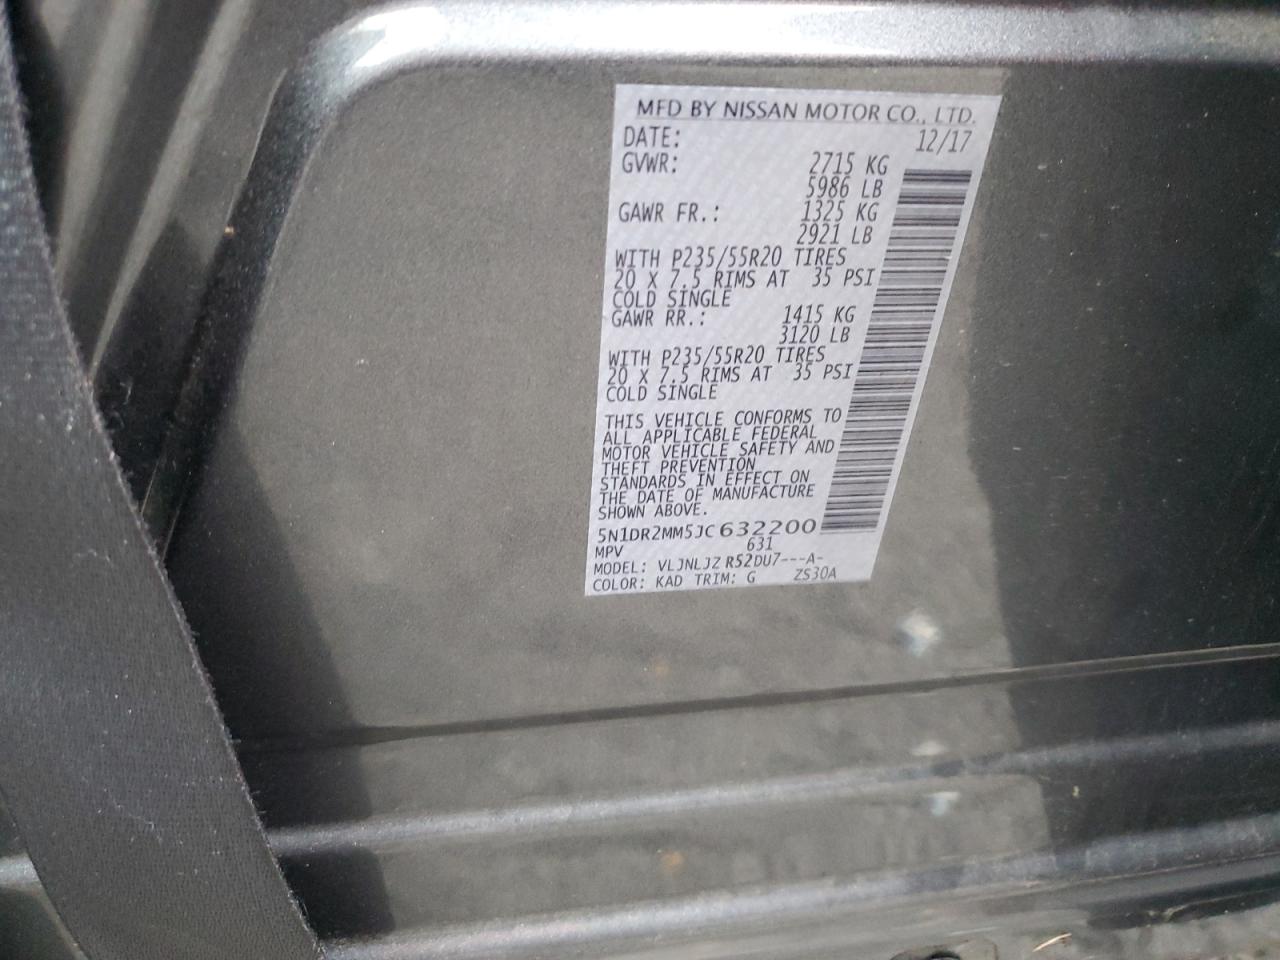 MFD BY NISSAN MOTOR CO., LTD.
DATE: 12/17
GVWR: 2715 KG
5986 LB
GAWR FR.: 1325 KG
2921 LB
WITH P235/55R20 TIRES
20 X 7.5 RIMS AT 35 PSI
COLD SINGLE
GAWR RR.: 1415 KG
3120 LB
WITH P235/55R20 TIRES
20 X 7.5 RIMS AT 35 PSI
COLD SINGLE
THIS VEHICLE CONFORMS TO
ALL APPLICABLE FEDERAL
MOTOR VEHICLE SAFETY AND
THEFT PREVENTION
STANDARDS IN EFFECT ON
THE DATE OF MANUFACTURE
SHOWN ABOVE.
5N1DR2MM5JC632200
MPV 631
MODEL: VLJNLJZ R52DU7---A-
COLOR: KAD TRIM: G ZS30A